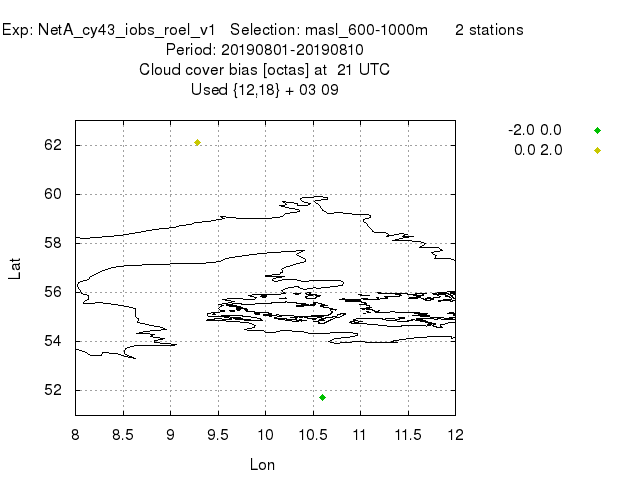 Exp: NetA_cy43_iobs_roel_v1 Selection: masl_600-1000m 2 stations
Period: 20190801-20190810
Cloud cover bias [octas] at 21 UTC
Used {12,18} + 03 09
-2.0 0.0
0.0 2.0
62
60
58
56
54
52
Lat
8 8.5 9 9.5 10 10.5 11 11.5 12
Lon